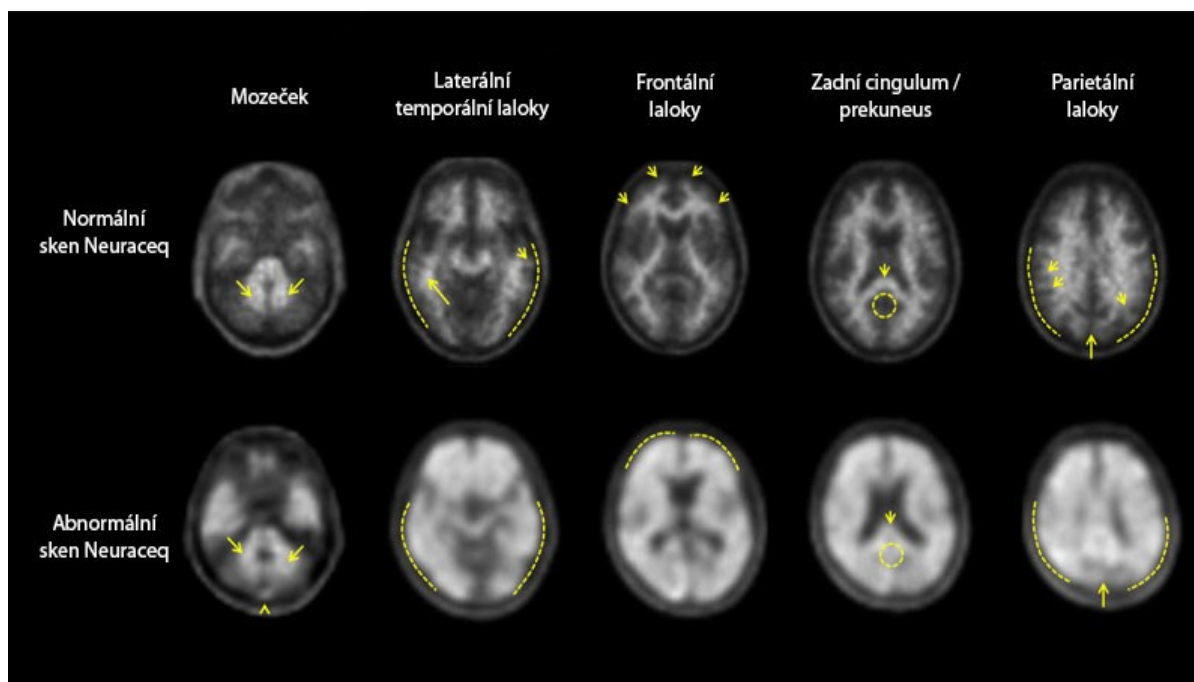 Mozeček
Laterální
temporální laloky
Frontální
laloky
Zadní cingulum /
prekuneus
Parietální
laloky
Normální
sken Neuraceq
Abnormální
sken Neuraceq